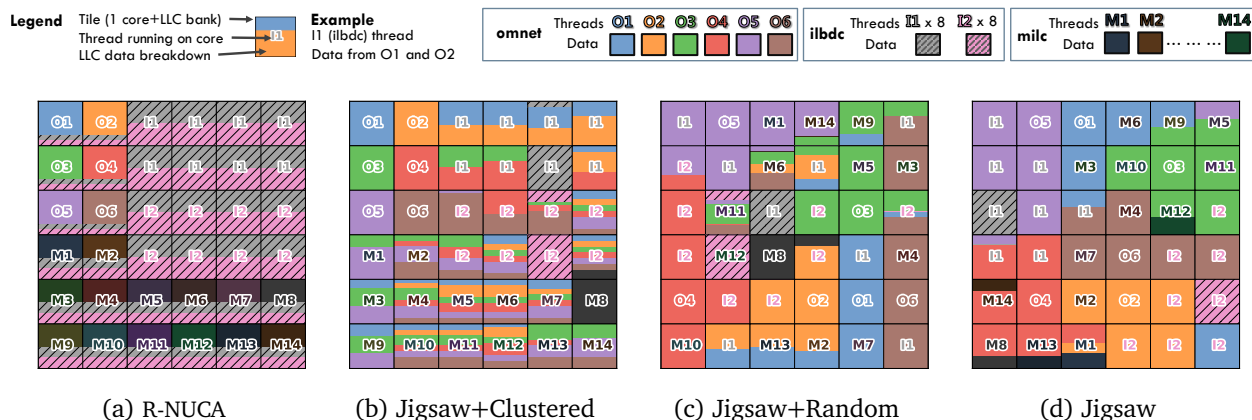 Legend
Tile (1 core+LLC bank)
Thread running on core
LLC data breakdown
I1
Example
I1 (ilbdc) thread
Data from O1 and O2
omnet
Threads O1 O2 O3 O4 O5 O6
Data
ilbdc
Threads I1 x 8 I2 x 8
Data
milc
Threads M1 M2 M14
Data ... ... ...
O1 O2 I1 I1 I1 I1
O3 O4 I1 I1 I1 I1
O5 O6 I2 I2 I2 I2
M1 M2 I2 I2 I2 I2
M3 M4 M5 M6 M7 M8
M9 M10 M11 M12 M13 M14
(a) R-NUCA
O1 O2 I1 I1 I1 I1
O3 O4 I1 I1 I1 I1
O5 O6 I2 I2 I2 I2
M1 M2 I2 I2 I2 I2
M3 M4 M5 M6 M7 M8
M9 M10 M11 M12 M13 M14
(b) Jigsaw+Clustered
I1 O5 M1 M14 M9 I1
I2 I1 M6 I1 M5 M3
I2 M11 I1 I2 O3 I2
I2 M12 M8 I2 I1 M4
O4 I2 I2 O2 O1 O6
M10 I1 M13 M2 M7 I1
(c) Jigsaw+Random
I1 O5 O1 M6 M9 M5
I1 I1 M3 M10 O3 M11
I1 I1 I1 M4 M12 I2
I1 I1 M7 O6 I2 I2
M14 O4 M2 O2 I2 I2
M8 M13 M1 I2 I2 I2
(d) Jigsaw